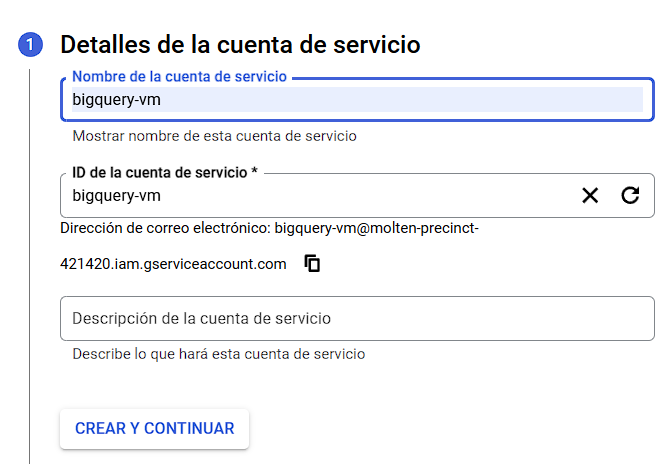 1 Detalles de la cuenta de servicio
Nombre de la cuenta de servicio
bigquery-vm
Mostrar nombre de esta cuenta de servicio
ID de la cuenta de servicio *
bigquery-vm
Dirección de correo electrónico: bigquery-vm@molten-precinct-
421420.iam.gserviceaccount.com
Descripción de la cuenta de servicio
Describe lo que hará esta cuenta de servicio
CREAR Y CONTINUAR